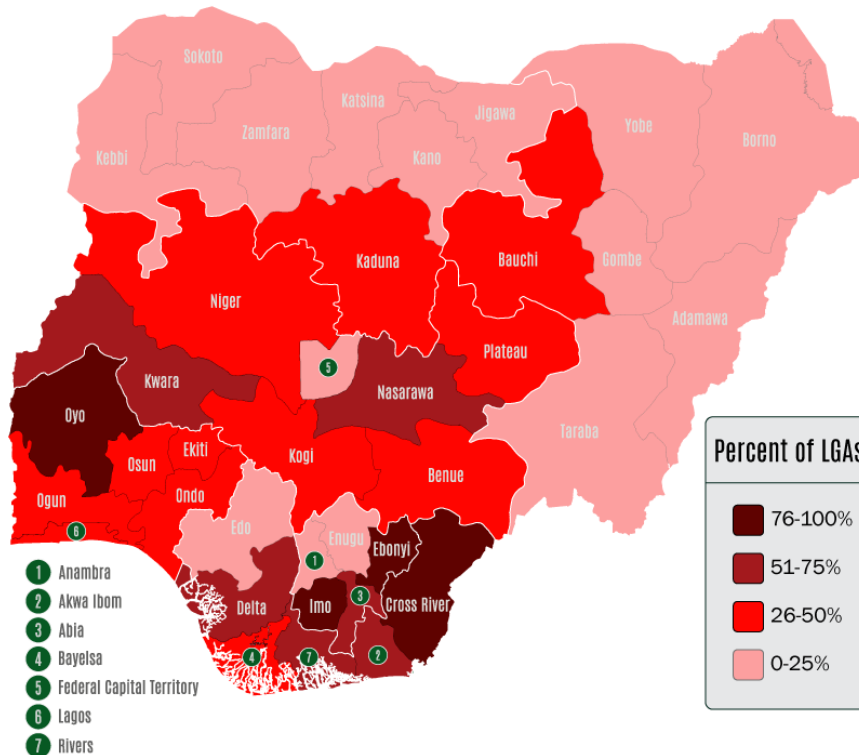 Sokoto
Katsina
Jigawa
Yobe
Borno
Zamfara
Kano
Kebbi
Kaduna
Bauchi
Gombe
Niger
Adamawa
Plateau
5
Kwara
Nasarawa
Oyo
Taraba
Osun
Ekiti
Kogi
Benue
Ogun
Ondo
6
Edo
Enugu
1
Ebonyi
3
Delta
Imo
Cross River
4
7
2
1 Anambra
2 Akwa Ibom
3 Abia
4 Bayelsa
5 Federal Capital Territory
6 Lagos
7 Rivers
Percent of LGAs
76-100%
51-75%
26-50%
0-25%